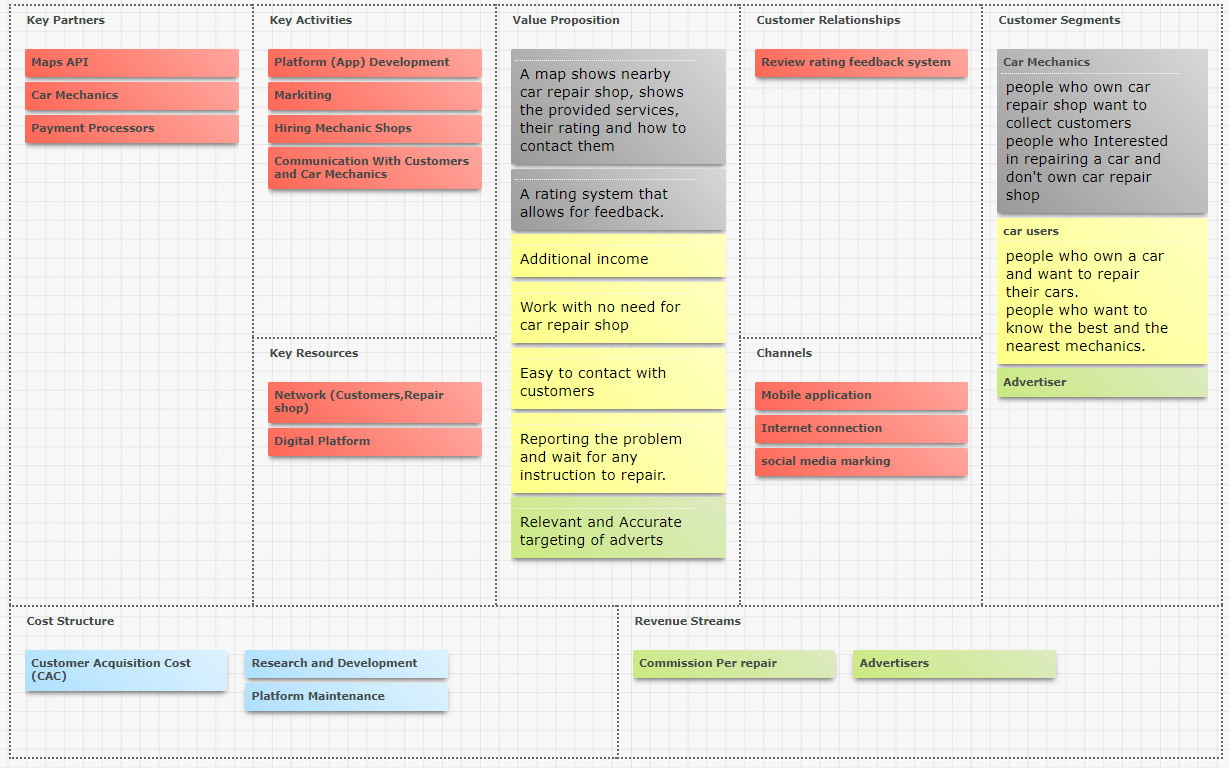 Key Partners
Maps API
Car Mechanics
Payment Processors
Key Activities
Platform (App) Development
Markiting
Hiring Mechanic Shops
Communication With Customers
and Car Mechanics
Key Resources
Network (Customers,Repair
shop)
Digital Platform
Value Proposition
A map shows nearby
car repair shop, shows
the provided services,
their rating and how to
contact them
A rating system that
allows for feedback.
Additional income
Work with no need for
car repair shop
Easy to contact with
customers
Reporting the problem
and wait for any
instruction to repair.
Relevant and Accurate
targeting of adverts
Customer Relationships
Review rating feedback system
Channels
Mobile application
Internet connection
social media marking
Customer Segments
Car Mechanics
people who own car
repair shop want to
collect customers
people who Interested
in repairing a car and
don't own car repair
shop
car users
people who own a car
and want to repair
their cars.
people who want to
know the best and the
nearest mechanics.
Advertiser
Cost Structure
Customer Acquisition Cost
(CAC)
Research and Development
Platform Maintenance
Revenue Streams
Commission Per repair
Advertisers